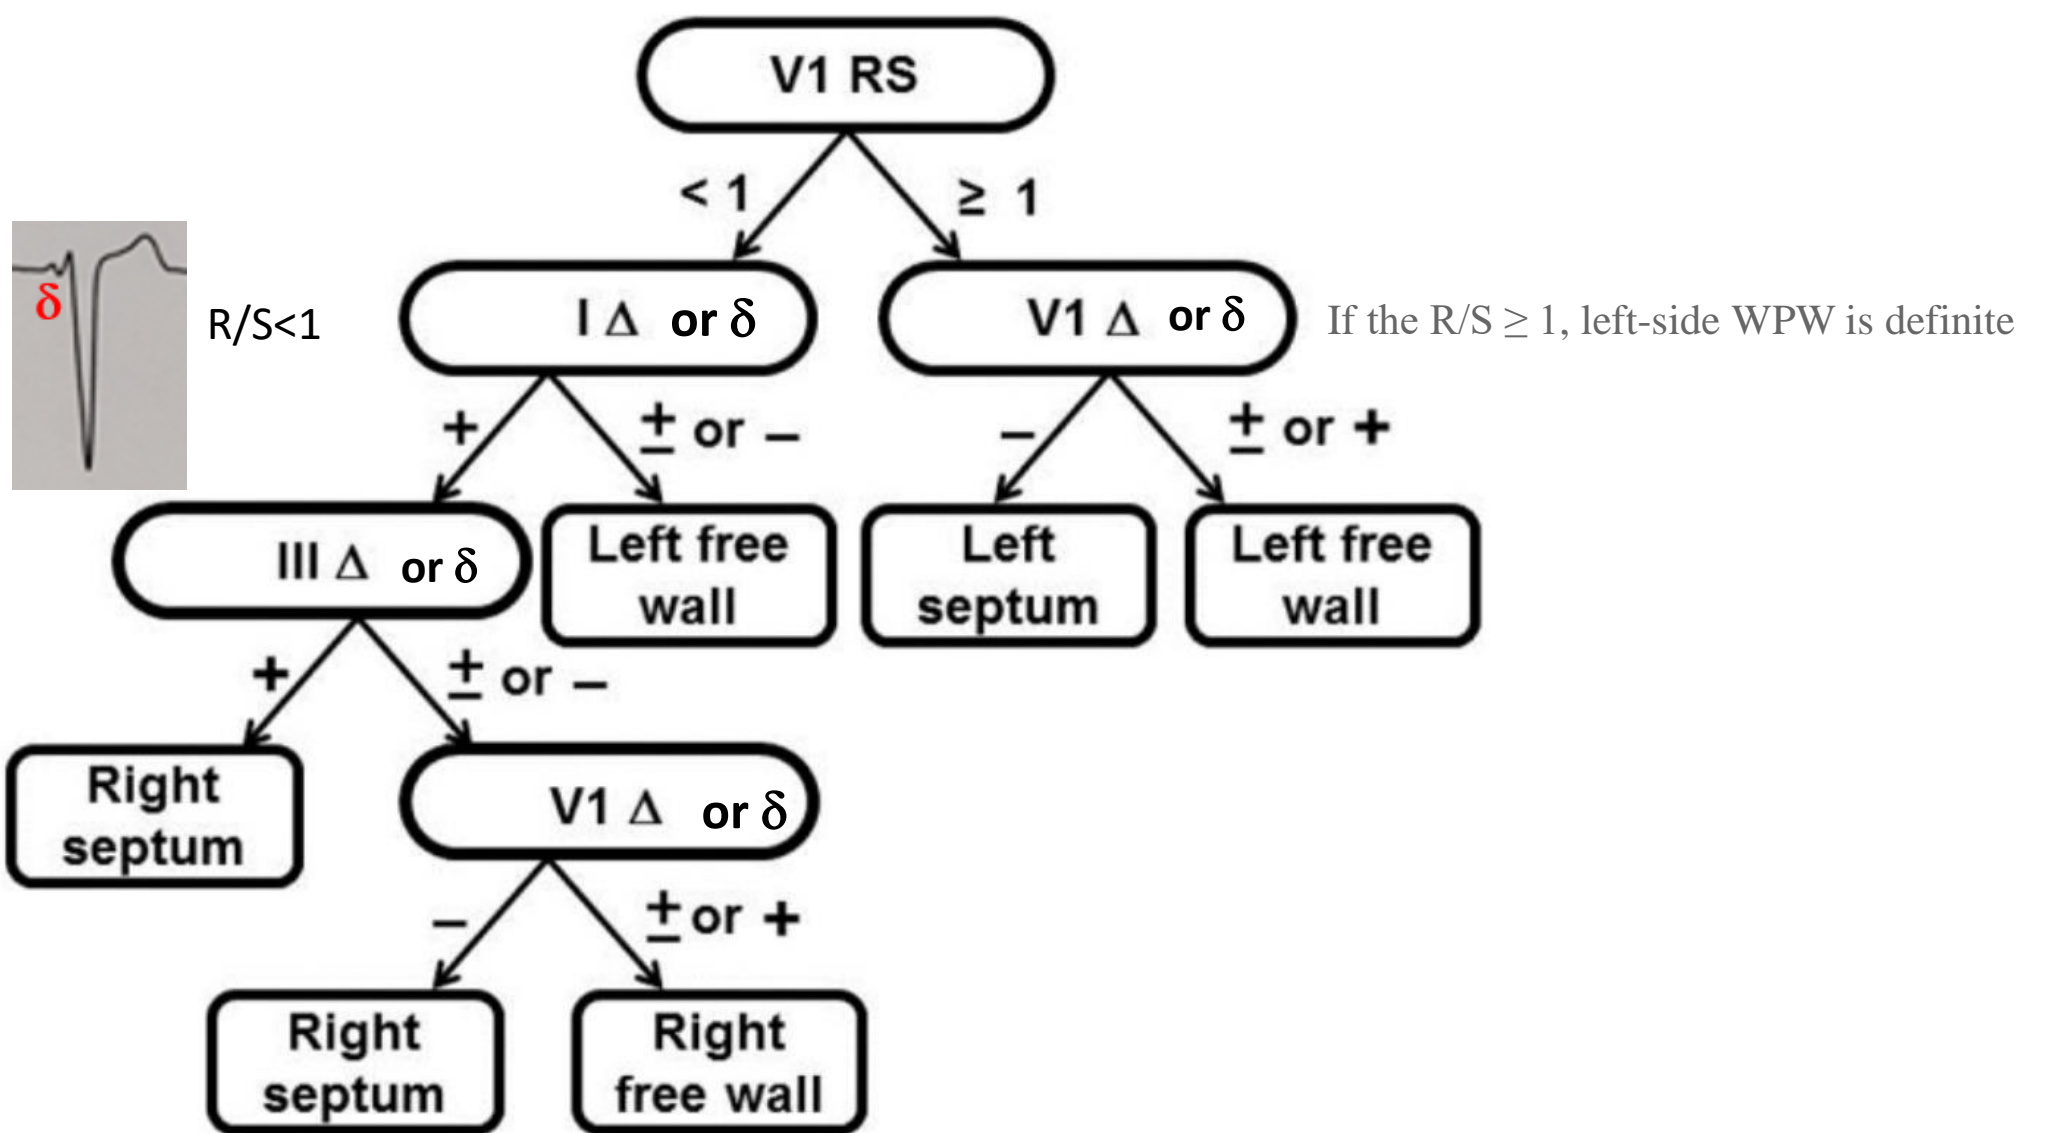 V1 RS
< 1
≥ 1
δ
R/S<1
I Δ or δ
V1 Δ or δ
If the R/S ≥ 1, left-side WPW is definite
+
± or –
–
± or +
III Δ or δ
Left free
wall
Left
septum
Left free
wall
+
± or –
Right
septum
V1 Δ or δ
–
± or +
Right
septum
Right
free wall